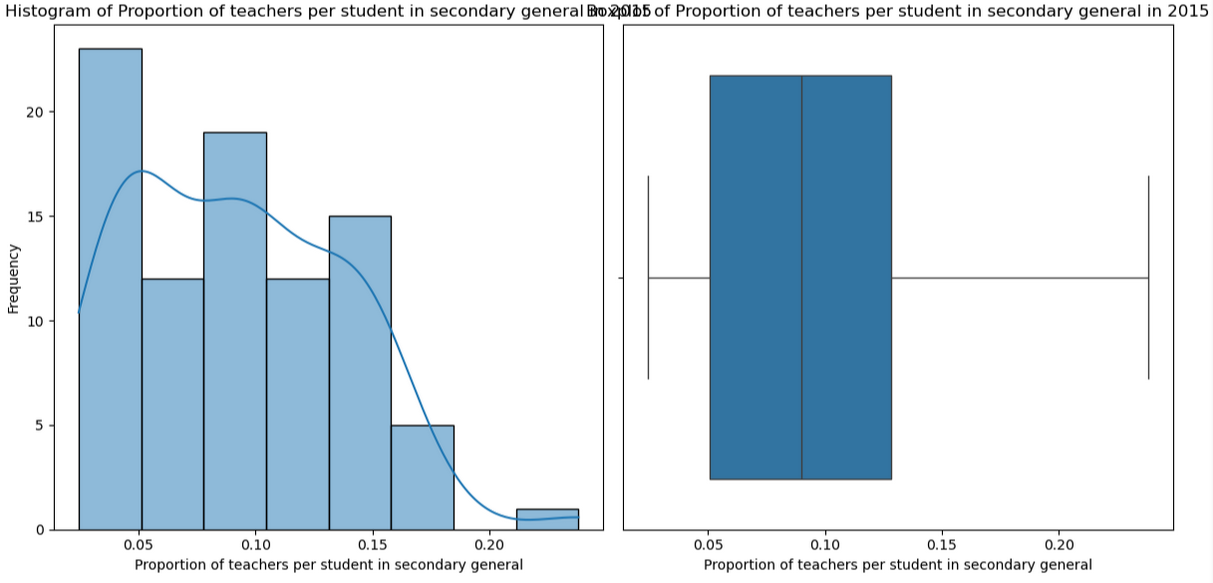 Histogram of Proportion of teachers per student in secondary general in 2015
Boxplot of Proportion of teachers per student in secondary general in 2015
Frequency
20
15
10
5
0
0.05 0.10 0.15 0.20
Proportion of teachers per student in secondary general
0.05 0.10 0.15 0.20
Proportion of teachers per student in secondary general